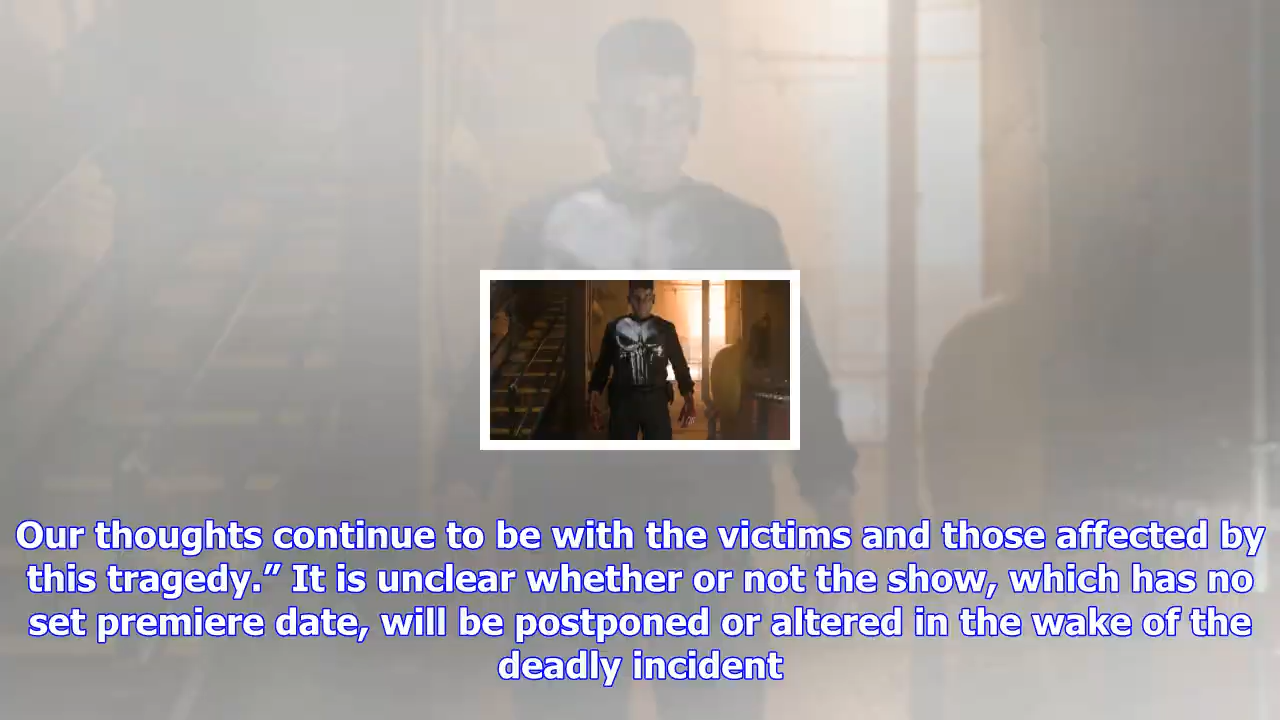 Our thoughts continue to be with the victims and those affected by
this tragedy.” It is unclear whether or not the show, which has no
set premiere date, will be postponed or altered in the wake of the
deadly incident